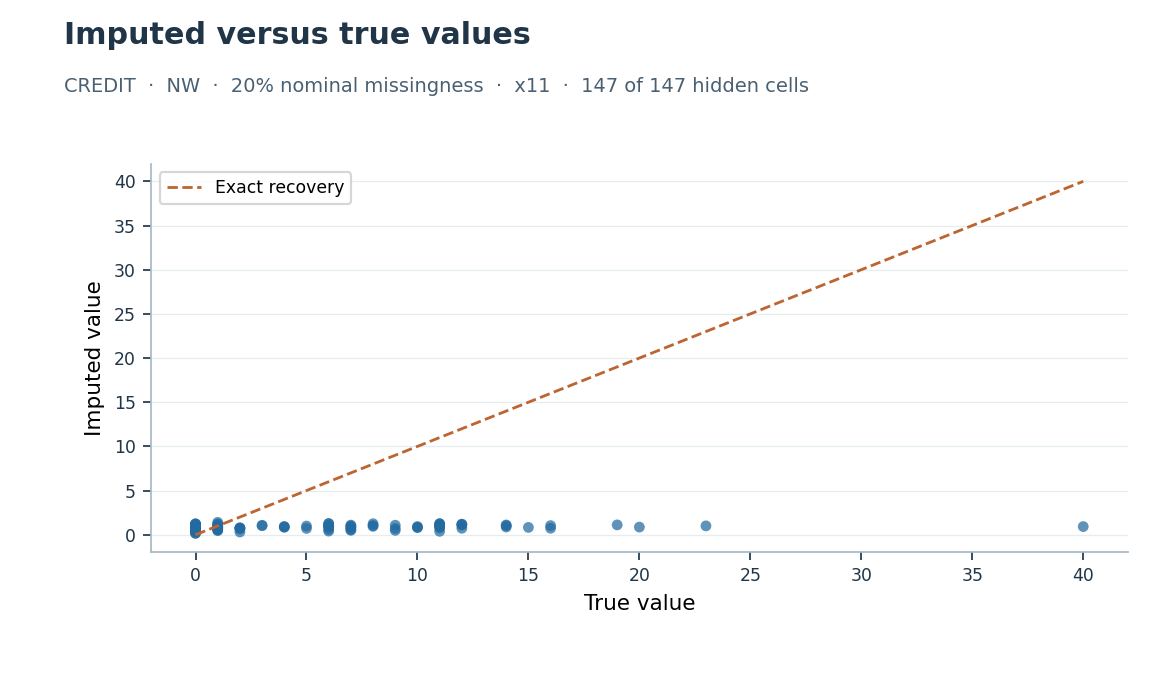 Imputed versus true values
CREDIT · NW · 20% nominal missingness · x11 · 147 of 147 hidden cells
Exact recovery
40
35
30
25
20
15
10
5
0
Imputed value
0 5 10 15 20 25 30 35 40
True value